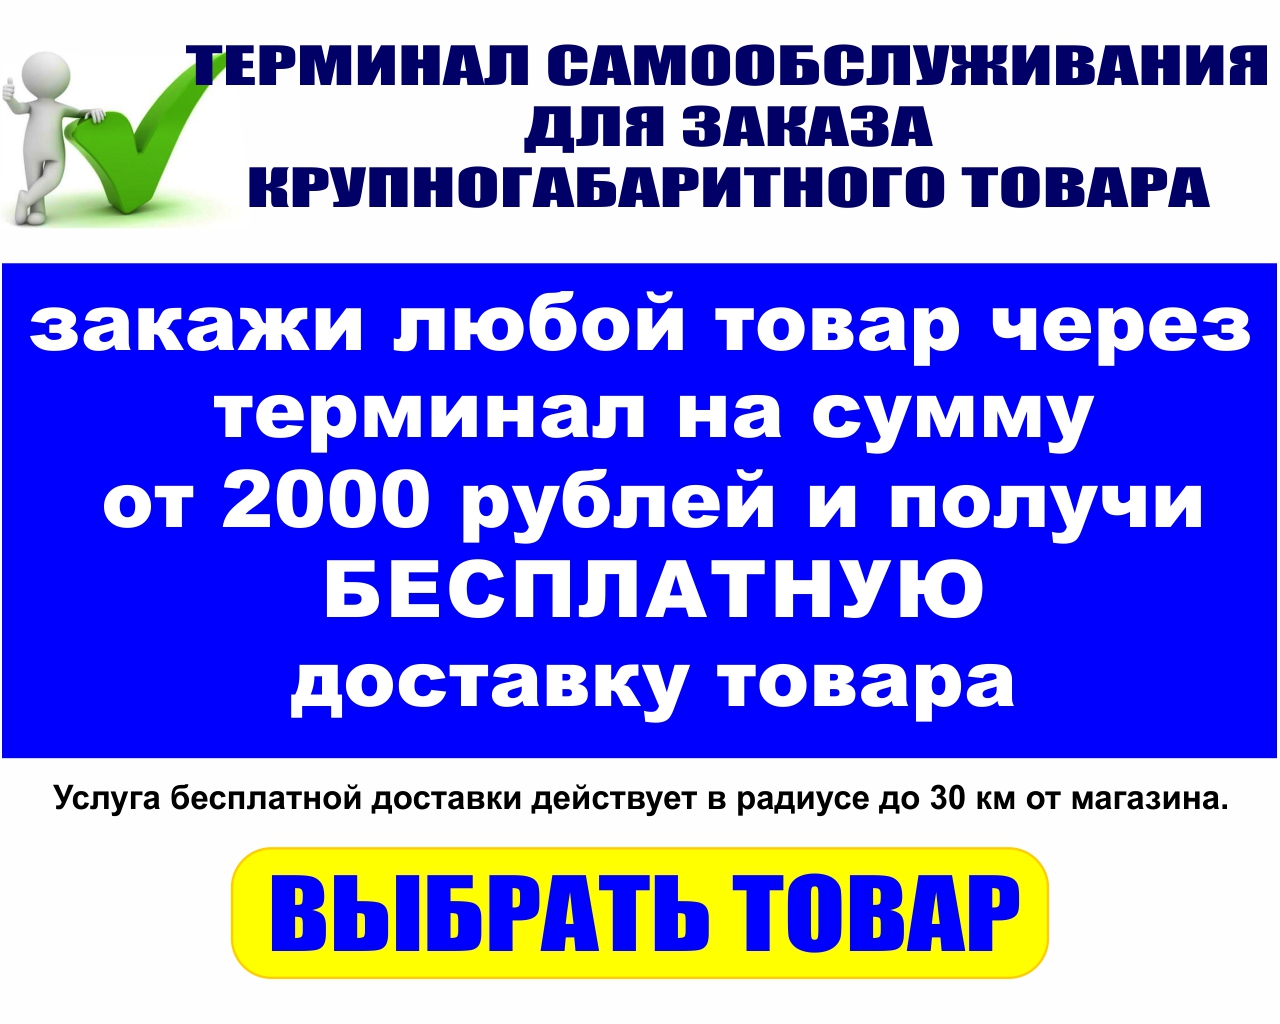 ТЕРМИНАЛ САМООБСЛУЖИВАНИЯ
ДЛЯ ЗАКАЗА
КРУПНОГАБАРИТНОГО ТОВАРА
закажи любой товар через
терминал на сумму
от 2000 рублей и получи
БЕСПЛАТНУЮ
доставку товара
Услуга бесплатной доставки действует в радиусе до 30 км от магазина.
ВЫБРАТЬ ТОВАР